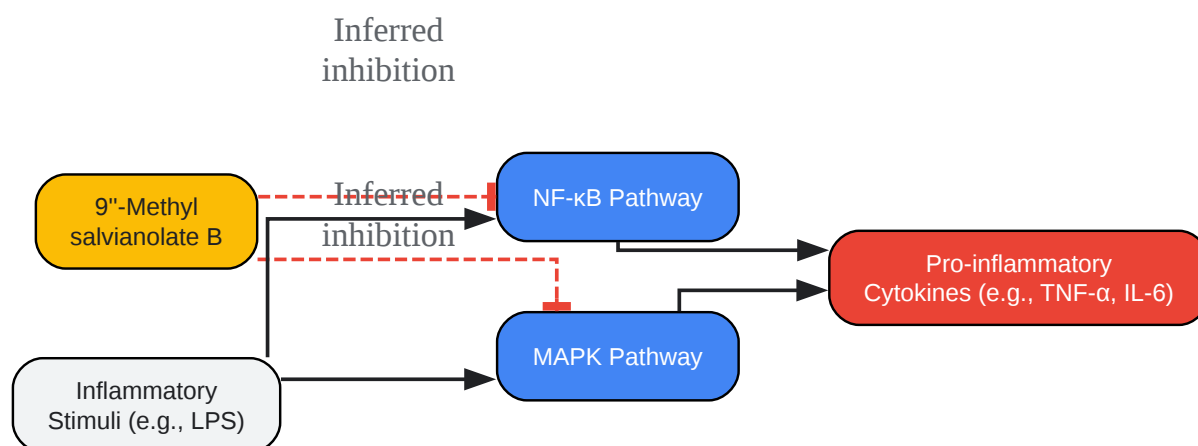 Inferred
inhibition
9''-Methyl
salvianolate B
Inferred
inhibition
NF-κB Pathway
Pro-inflammatory
Cytokines (e.g., TNF-α, IL-6)
MAPK Pathway
Inflammatory
Stimuli (e.g., LPS)